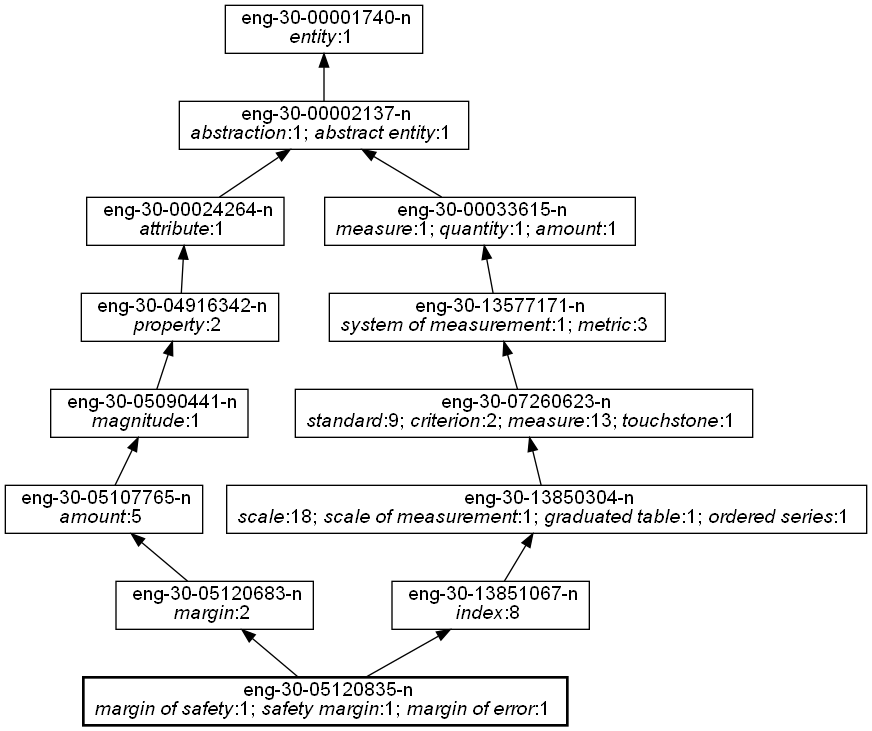 eng-30-00001740-n
entity:1
eng-30-00002137-n
abstraction:1; abstract entity:1
eng-30-00024264-n
attribute:1
eng-30-00033615-n
measure:1; quantity:1; amount:1
eng-30-04916342-n
property:2
eng-30-13577171-n
system of measurement:1; metric:3
eng-30-05090441-n
magnitude:1
eng-30-07260623-n
standard:9; criterion:2; measure:13; touchstone:1
eng-30-05107765-n
amount:5
eng-30-13850304-n
scale:18; scale of measurement:1; graduated table:1; ordered series:1
eng-30-05120683-n
margin:2
eng-30-13851067-n
index:8
eng-30-05120835-n
margin of safety:1; safety margin:1; margin of error:1